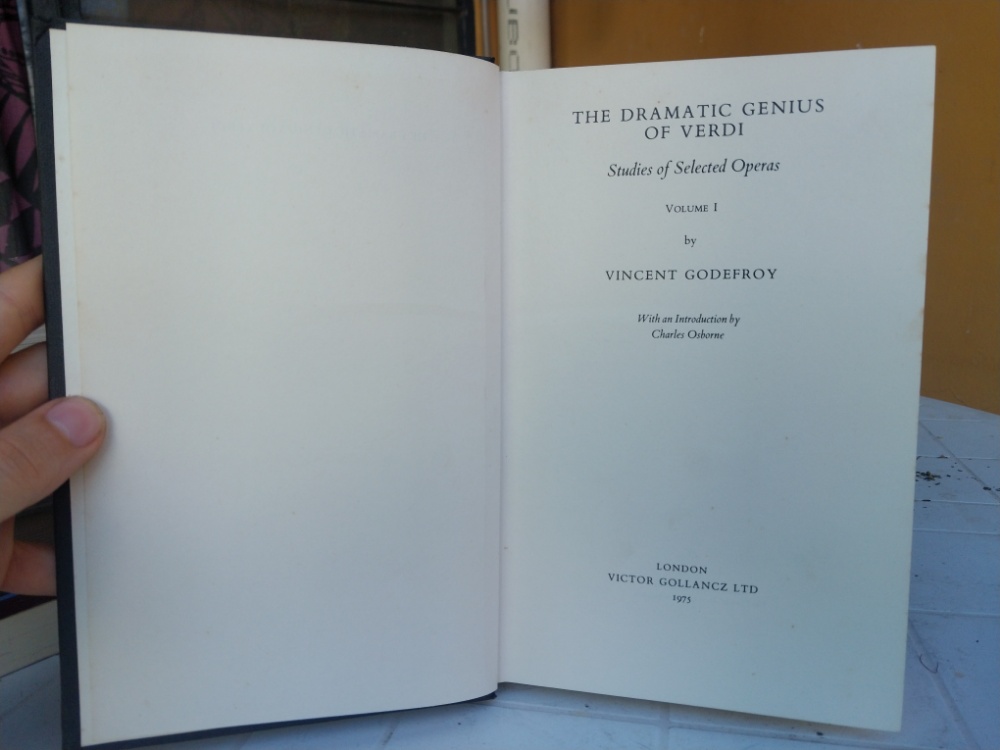 THE DRAMATIC GENIUS
OF VERDI
Studies of Selected Operas
VOLUME I
by
VINCENT GODEFROY
With an Introduction by
Charles Osborne
LONDON
VICTOR GOLLANCZ LTD
1975